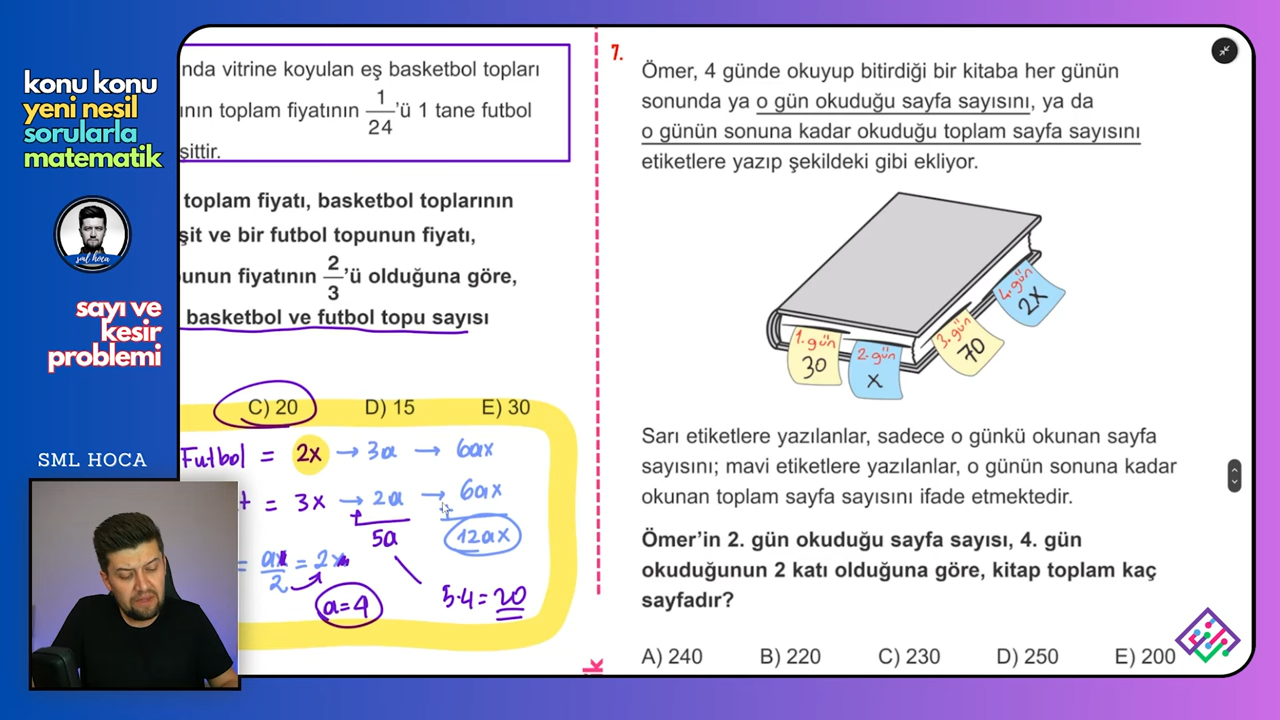 konu konu
yeni nesil
sorularla
matematik
sml hoca
sayı ve
kesir
problemi
SML HOCA
nda vitrine koyulan eş basketbol topları
nın toplam fiyatının 1/24'ü 1 tane futbol
şittir.
toplam fiyatı, basketbol toplarının
şit ve bir futbol topunun fiyatı,
unun fiyatının 2/3'ü olduğuna göre,
basketbol ve futbol topu sayısı
C) 20 D) 15 E) 30
Futbol = 2x → 3a → 6ax
t = 3x → 2a → 6ax
5a 12ax
= ax/2 = 2x
a=4 5.4=20
7.
Ömer, 4 günde okuyup bitirdiği bir kitaba her günün
sonunda ya o gün okuduğu sayfa sayısını, ya da
o günün sonuna kadar okuduğu toplam sayfa sayısını
etiketlere yazıp şekildeki gibi ekliyor.
1. gün
30
2. gün
x
3. gün
70
4. gün
2x
Sarı etiketlere yazılanlar, sadece o günkü okunan sayfa
sayısını; mavi etiketlere yazılanlar, o günün sonuna kadar
okunan toplam sayfa sayısını ifade etmektedir.
Ömer'in 2. gün okuduğu sayfa sayısı, 4. gün
okuduğunun 2 katı olduğuna göre, kitap toplam kaç
sayfadır?
A) 240 B) 220 C) 230 D) 250 E) 200